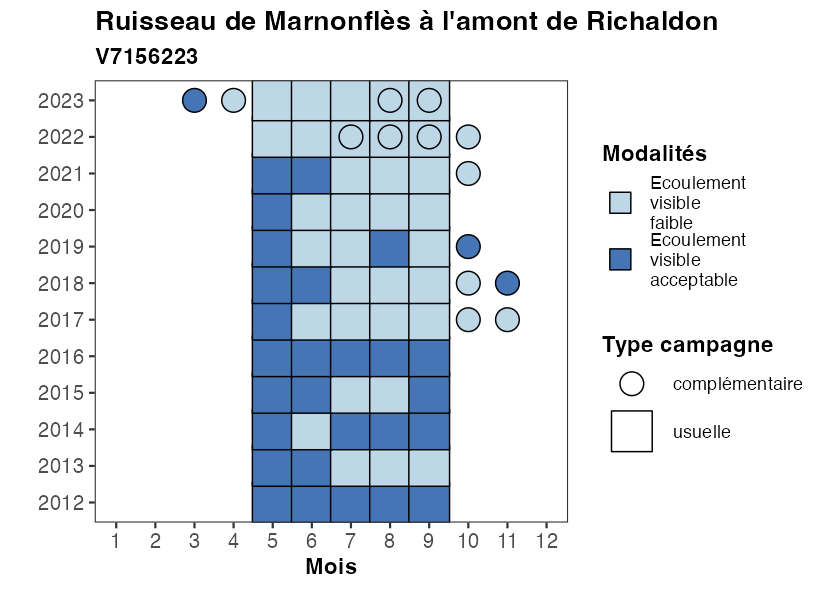 Ruisseau de Marnonflès à l'amont de Richaldon
V7156223
2023
2022
2021
2020
2019
2018
2017
2016
2015
2014
2013
2012
1 2 3 4 5 6 7 8 9 10 11 12
Mois
Modalités
Ecoulement
visible
faible
Ecoulement
visible
acceptable
Type campagne
complémentaire
usuelle